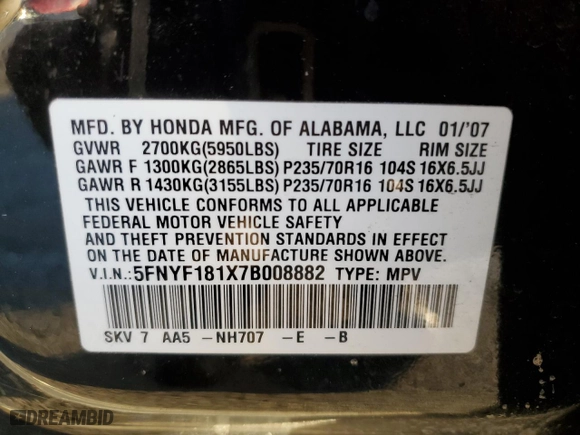 MFD. BY HONDA MFG. OF ALABAMA, LLC 01/'07
GVWR 2700KG(5950LBS) TIRE SIZE RIM SIZE
GAWR F 1300KG(2865LBS) P235/70R16 104S 16X6.5JJ
GAWR R 1430KG(3155LBS) P235/70R16 104S 16X6.5JJ
THIS VEHICLE CONFORMS TO ALL APPLICABLE
FEDERAL MOTOR VEHICLE SAFETY
AND THEFT PREVENTION STANDARDS IN EFFECT
ON THE DATE OF MANUFACTURE SHOWN ABOVE.
V.I.N.: 5FNYF181X7B008882 TYPE: MPV
SKV 7 AA5 -NH707 -E -B
DREAMBID